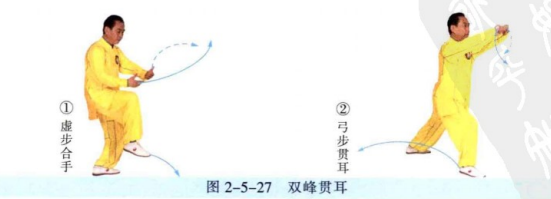 ① 虚步合手
② 弓步贯耳
图 2-5-27 双峰贯耳